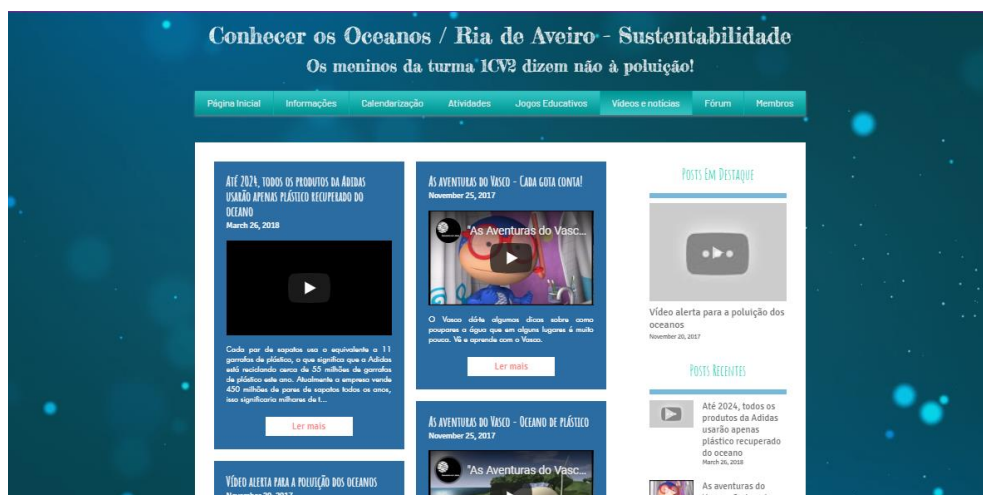 Conhecer os Oceanos / Ria de Aveiro - Sustentabilidade
Os meninos da turma 1CV2 dizem não à poluição!
Página Inicial Informações Calendarização Atividades Jogos Educativos Vídeos e notícias Fórum Membros
Até 2024, todos os produtos da Adidas
usarão apenas plástico recuperado do
oceano
March 26, 2018
Cada par de sapatos usa o equivalente a 11
garrafas de plástico, o que significa que a Adidas
está reciclando cerca de 55 milhões de garrafas
de plástico este ano. Atualmente a empresa vende
450 milhões de pares de sapatos todos os anos,
isso significaria milhares de t...
Ler mais
Vídeo alerta para a poluição dos oceanos
November 20, 2017
As aventuras do Vasco - Cada gota conta!
November 25, 2017
"As Aventuras do Vasc...
O Vasco dá-te algumas dicas sobre como
poupares a água que em alguns lugares é muito
pouca. Vê e aprende com o Vasco.
Ler mais
As aventuras do Vasco - Oceano de plástico
November 25, 2017
"As Aventuras do Vasc...
Posts Em Destaque
Vídeo alerta para a poluição dos
oceanos
November 20, 2017
Posts Recentes
Até 2024, todos os
produtos da Adidas
usarão apenas
plástico recuperado
do oceano
March 26, 2018
As aventuras do